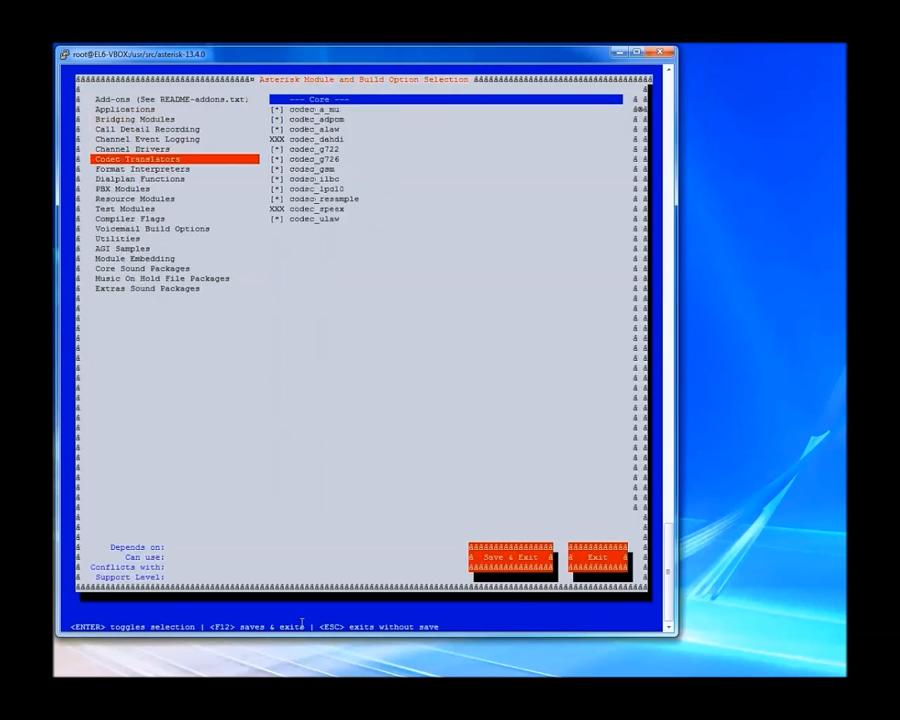 root@EL6-VBOX:/usr/src/asterisk-13.4.0
Asterisk Module and Build Option Selection
Add-ons (See README-addons.txt)
Applications
Bridging Modules
Call Detail Recording
Channel Event Logging
Channel Drivers
Codec Translators
Format Interpreters
Dialplan Functions
PBX Modules
Resource Modules
Test Modules
Compiler Flags
Voicemail Build Options
Utilities
AGI Samples
Module Embedding
Core Sound Packages
Music On Hold File Packages
Extras Sound Packages
--- Core ---
[*] codec_a_mu
[*] codec_adpcm
[*] codec_alaw
XXX codec_dahdi
[*] codec_g722
[*] codec_g726
[*] codec_gsm
[*] codec_ilbc
[*] codec_lpc10
[*] codec_resample
XXX codec_speex
[*] codec_ulaw
Depends on:
Can use:
Conflicts with:
Support Level:
Save & Exit
Exit
<ENTER> toggles selection | <F12> saves & exits | <ESC> exits without save